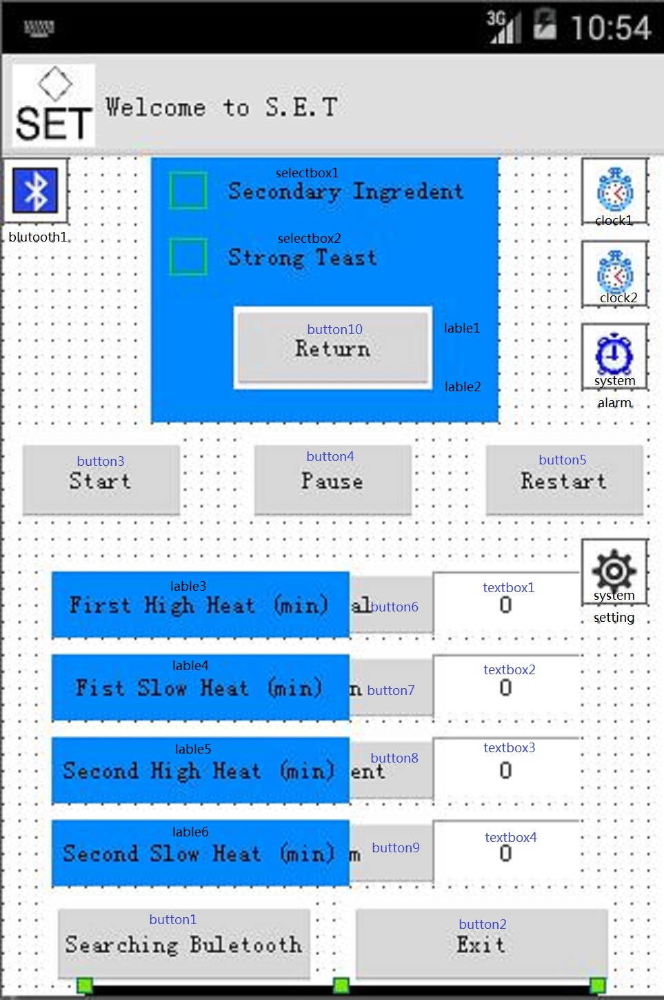 3G 10:54
SET Welcome to S.E.T
selectbox1
Secondary Ingredent
blutooth1
clock1
selectbox2
Strong Teast
clock2
button10
Return
lable1
lable2
system
alarm
button3
Start
button4
Pause
button5
Restart
lable3
First High Heat (min)
al
button6
textbox1
0
system
setting
lable4
Fist Slow Heat (min)
n
button7
textbox2
0
lable5
Second High Heat (min)
ent
button8
textbox3
0
lable6
Second Slow Heat (min)
m
button9
textbox4
0
button1
Searching Buletooth
button2
Exit